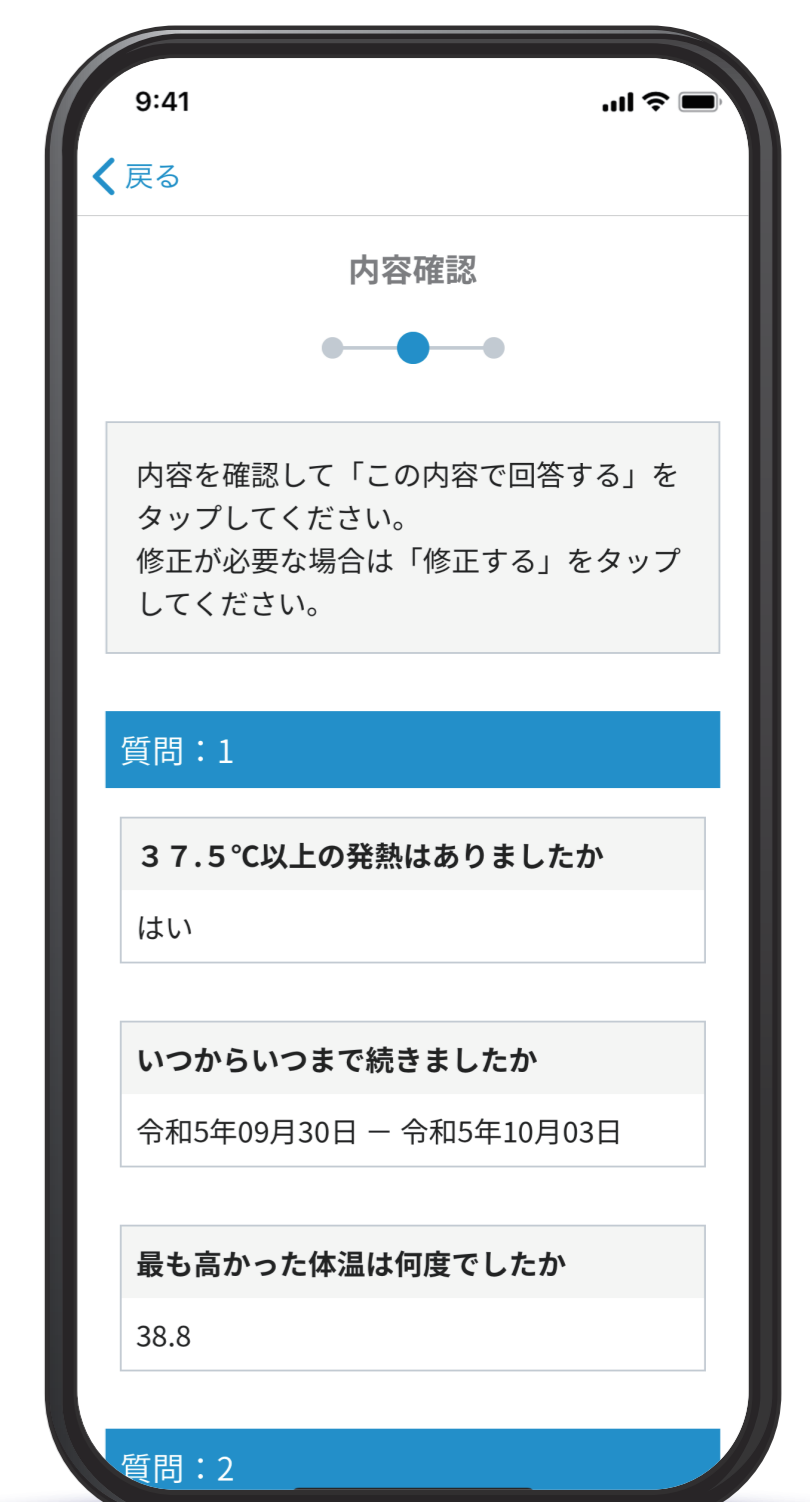 9:41
戻る
内容確認
内容を確認して「この内容で回答する」を
タップしてください。
修正が必要な場合は「修正する」をタップ
してください。
質問：1
３７.５℃以上の発熱はありましたか
はい
いつからいつまで続きましたか
令和5年09月30日 － 令和5年10月03日
最も高かった体温は何度でしたか
38.8
質問：2